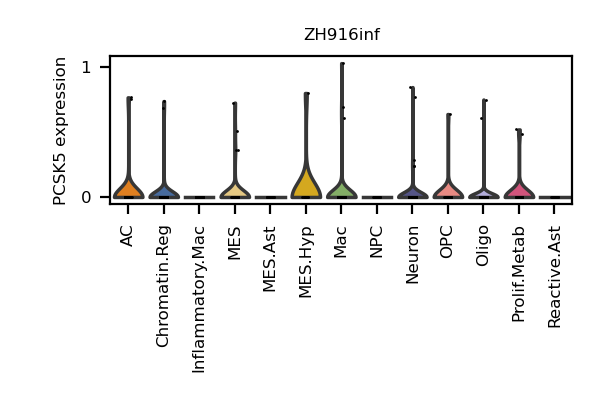 ZH916inf
PCSK5 expression
1
0
AC
Chromatin.Reg
Inflammatory.Mac
MES
MES.Ast
MES.Hyp
Mac
NPC
Neuron
OPC
Oligo
Prolif.Metab
Reactive.Ast